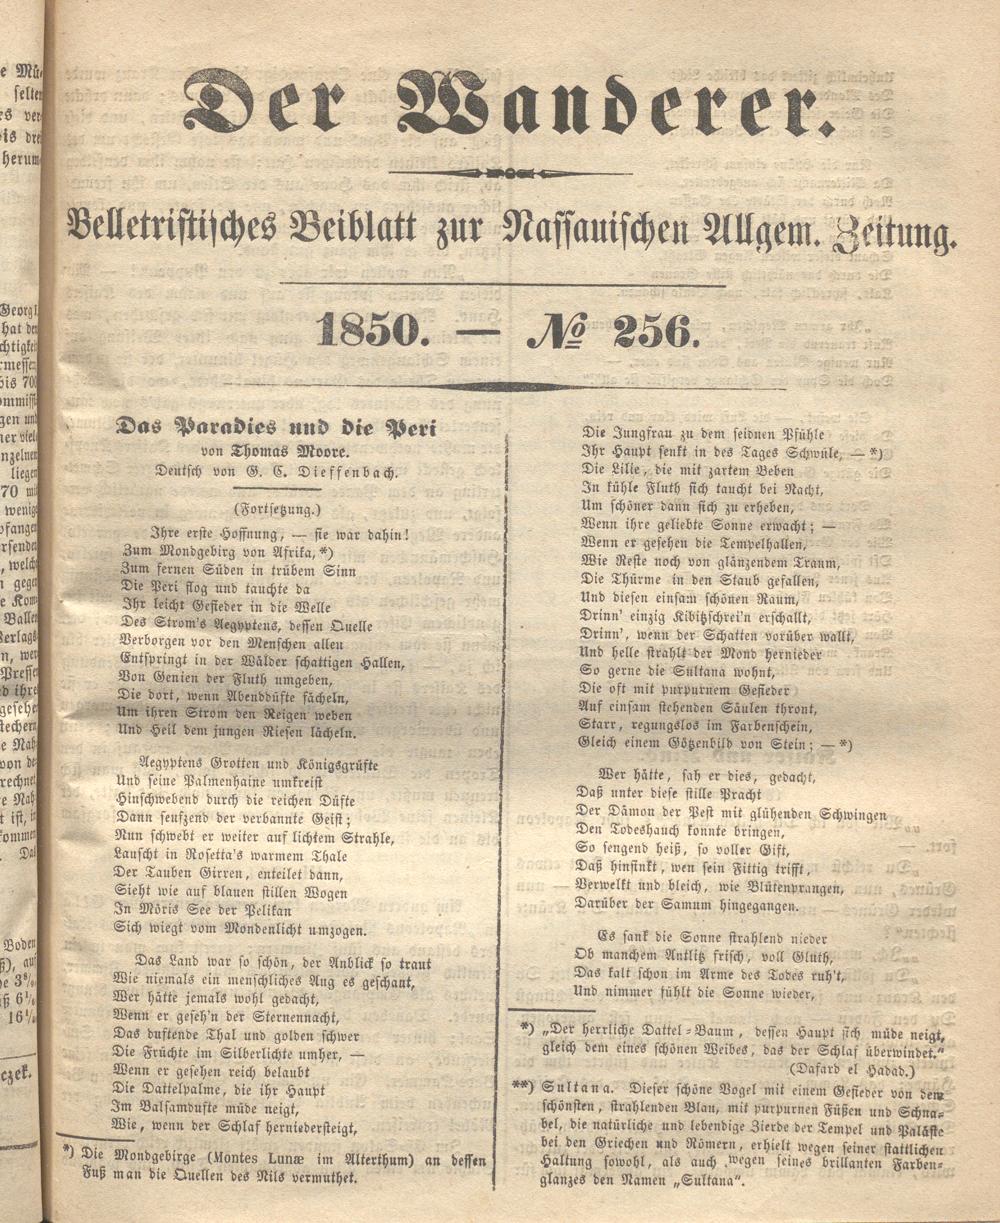 Der Wanderer.
Belletristisches Beiblatt zur Nassauischen Allgem. Zeitung.
1850. — № 256.
Das Paradies und die Peri
von Thomas Moore.
Deutsch von G. C. Dieffenbach.
(Fortsetzung.)
Ihre erste Hoffnung, — sie war dahin!
Zum Mondgebirg von Afrika,*)
Zum fernen Süden in trübem Sinn
Die Peri flog und tauchte da
Ihr leicht Gefieder in die Welle
Des Strom's Aegyptens, dessen Quelle
Verborgen vor den Menschen allen
Entspringt in der Wälder schattigen Hallen,
Von Genien der Fluth umgeben,
Die dort, wenn Abenddüfte fächeln,
Um ihren Strom den Reigen weben
Und Heil dem jungen Riesen lächeln.
Aegyptens Grotten und Königsgrüfte
Und seine Palmenhaine umkreist
Hinschwebend durch die reichen Düfte
Dann seufzend der verbannte Geist;
Nun schwebt er weiter auf lichtem Strahle,
Lauscht in Rosetta's warmem Thale
Der Tauben Girren, enteilet dann,
Sieht wie auf blauen stillen Wogen
In Möris See der Pelikan
Sich wiegt vom Mondenlicht umzogen.
Das Land war so schön, der Anblick so traut
Wie niemals ein menschliches Aug es geschaut,
Wer hätte jemals wohl gedacht,
Wenn er geseh'n der Sternennacht,
Das duftende Thal und golden schwer
Die Früchte im Silberlichte umher, —
Wenn er gesehen reich belaubt
Die Dattelpalme, die ihr Haupt
Im Balsamdufte müde neigt,
Wie, wenn der Schlaf herniedersteigt,
*) Die Mondgebirge (Montes Lunæ im Alterthum) an dessen
Fuß man die Quellen des Nils vermuthet.
Die Jungfrau zu dem seidnen Pfühle
Ihr Haupt senkt in des Tages Schwüle, — *)
Die Lilie, die mit zartem Beben
In kühle Fluth sich taucht bei Nacht,
Um schöner dann sich zu erheben,
Wenn ihre geliebte Sonne erwacht; —
Wenn er gesehen die Tempelhallen,
Wie Reste noch von glänzendem Traum,
Die Thürme in den Staub gefallen,
Und diesen einsam schönen Raum,
Drinn' einzig Kibitzschrei'n erschallt,
Drinn', wenn der Schatten vorüber wallt,
Und helle strahlt der Mond hernieder
So gerne die Sultana wohnt,
Die oft mit purpurnem Gefieder
Auf einsam stehenden Säulen thront,
Starr, regungslos im Farbenschein,
Gleich einem Götzenbild von Stein; — *)
Wer hätte, sah er dies, gedacht,
Daß unter diese stille Pracht
Der Dämon der Pest mit glühenden Schwingen
Den Todeshauch konnte bringen,
So sengend heiß, so voller Gift,
Daß hinsinkt, wen sein Fittig trifft,
Verwelkt und bleich, wie Blütenprangen,
Darüber der Samum hingegangen.
Es sank die Sonne strahlend nieder
Ob manchem Antlitz frisch, voll Gluth,
Das kalt schon im Arme des Todes ruh't,
Und nimmer fühlt die Sonne wieder,
*) „Der herrliche Dattel-Baum, dessen Haupt sich müde neigt,
gleich dem eines schönen Weibes, das der Schlaf überwindet.“
(Dafard el Hadad.)
**) Sultana. Dieser schöne Vogel mit einem Gefieder von dem
schönsten, strahlenden Blau, mit purpurnen Füßen und Schna-
bel, die natürliche und lebendige Zierde der Tempel und Paläste
bei den Griechen und Römern, erhielt wegen seiner stattlichen
Haltung sowohl, als auch wegen seines brillanten Farben-
glanzes den Namen „Sultana“.